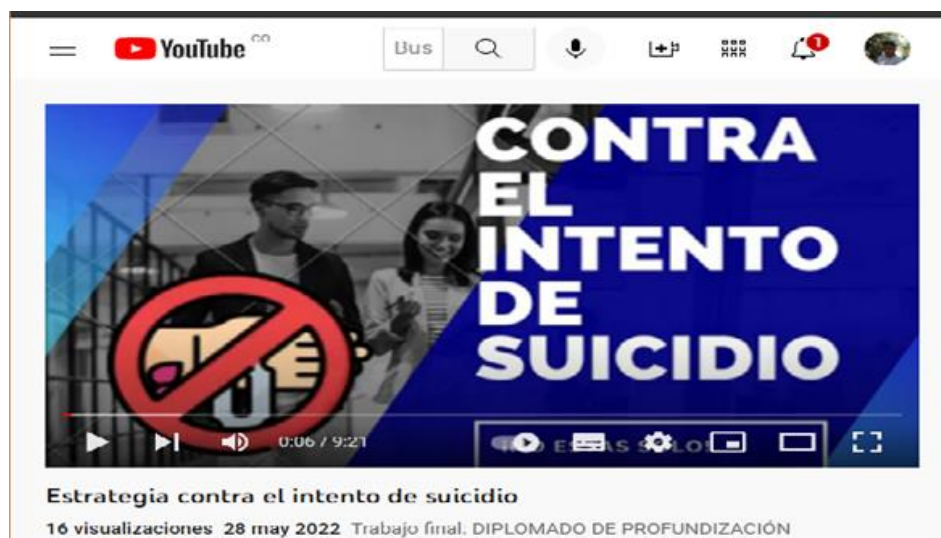 YouTube CO
Bus
1
CONTRA
EL
INTENTO
DE
SUICIDIO
0:06 / 9:21
Estrategia contra el intento de suicidio
16 visualizaciones 28 may 2022 Trabajo final: DIPLOMADO DE PROFUNDIZACIÓN